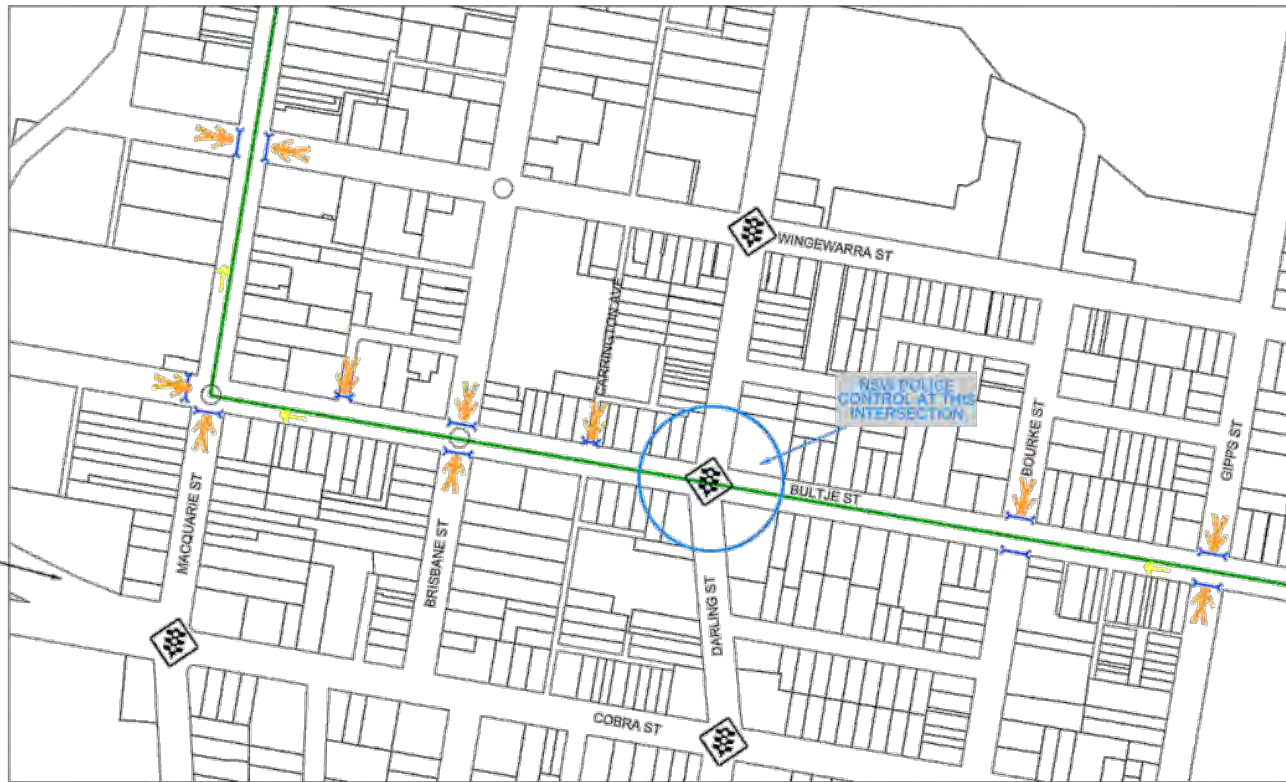 WINGEWARRA ST
CARRINGTON AVE
NSW POLICE
CONTROL AT THIS
INTERSECTION
BOURKE ST
GIPPS ST
BULTJE ST
MACQUARIE ST
BRISBANE ST
DARLING ST
COBRA ST